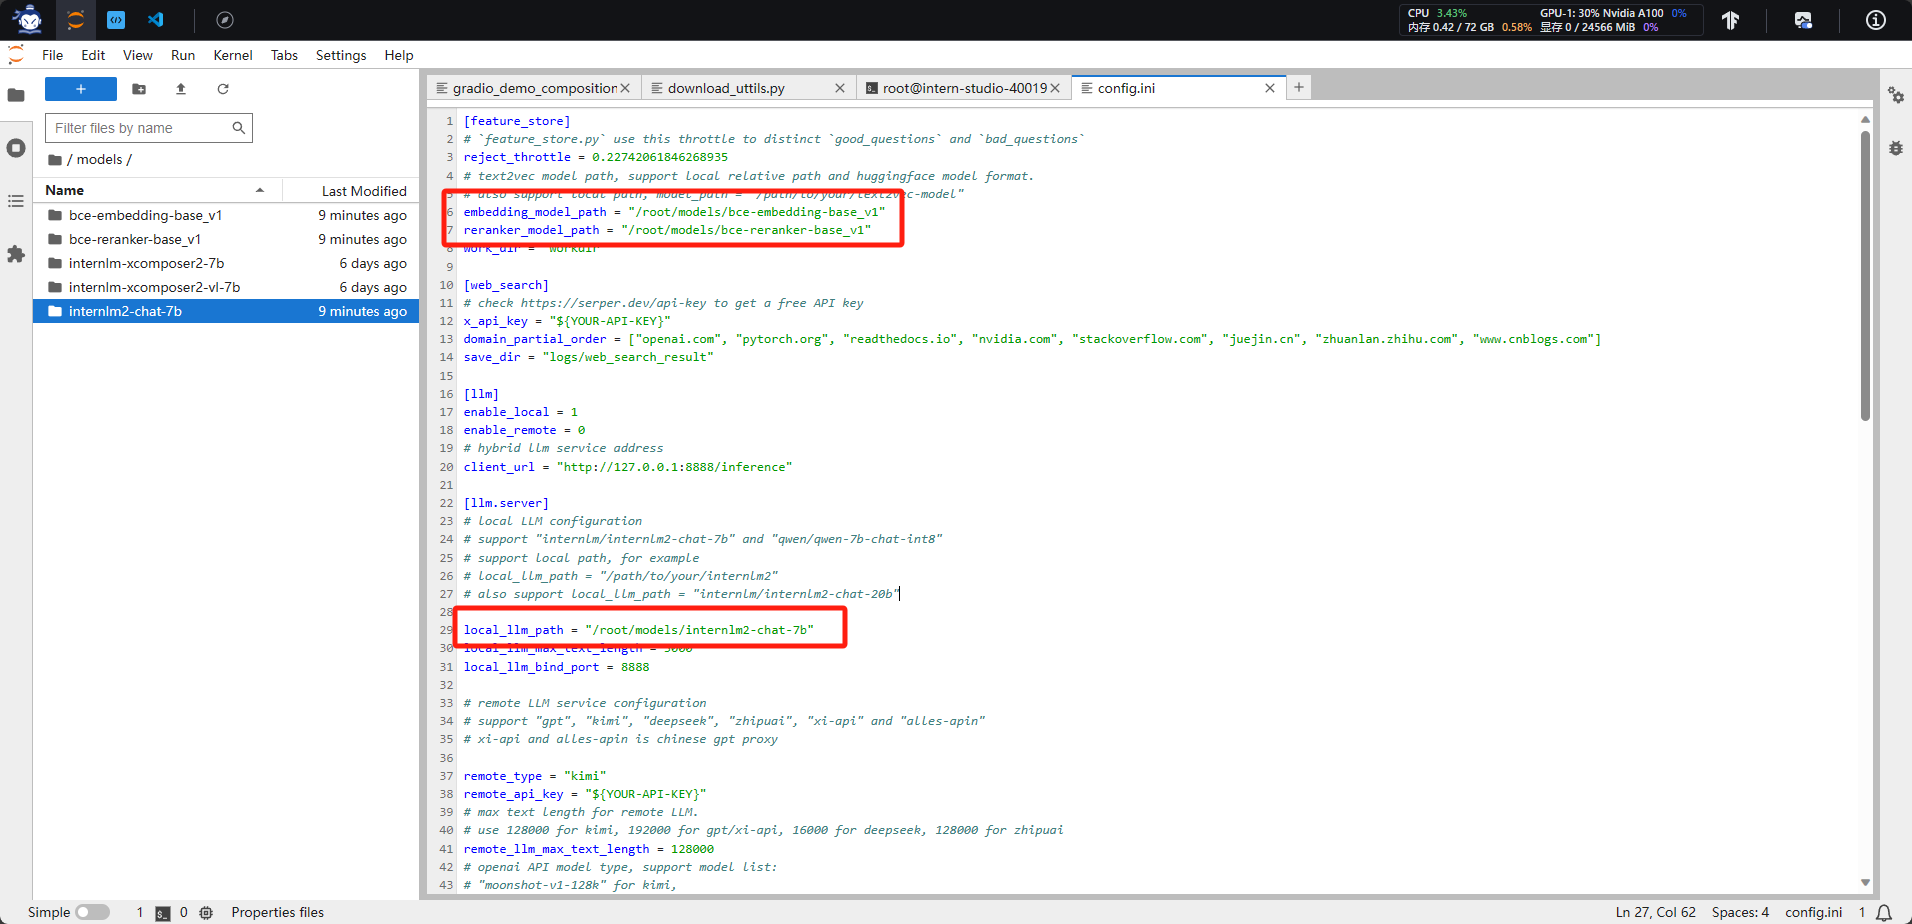 CPU 3.43% GPU-1: 30% Nvidia A100 0%
内存 0.42 / 72 GB 0.58% 显存 0 / 24566 MiB 0%
File Edit View Run Kernel Tabs Settings Help
+
gradio_demo_composition
download_uttils.py
root@intern-studio-40019
config.ini
+
Filter files by name
/ models /
Name Last Modified
bce-embedding-base_v1 9 minutes ago
bce-reranker-base_v1 9 minutes ago
internlm-xcomposer2-7b 6 days ago
internlm-xcomposer2-vl-7b 6 days ago
internlm2-chat-7b 9 minutes ago
1 [feature_store]
2 # `feature_store.py` use this throttle to distinct `good_questions` and `bad_questions`
3 reject_throttle = 0.22742061846268935
4 # text2vec model path, support local relative path and huggingface model format.
5 # also support local path, model_path = "/path/to/your/text2vec-model"
6 embedding_model_path = "/root/models/bce-embedding-base_v1"
7 reranker_model_path = "/root/models/bce-reranker-base_v1"
8 work_dir = "workdir"
9
10 [web_search]
11 # check https://serper.dev/api-key to get a free API key
12 x_api_key = "${YOUR-API-KEY}"
13 domain_partial_order = ["openai.com", "pytorch.org", "readthedocs.io", "nvidia.com", "stackoverflow.com", "juejin.cn", "zhuanlan.zhihu.com", "www.cnblogs.com"]
14 save_dir = "logs/web_search_result"
15
16 [llm]
17 enable_local = 1
18 enable_remote = 0
19 # hybrid llm service address
20 client_url = "http://127.0.0.1:8888/inference"
21
22 [llm.server]
23 # local LLM configuration
24 # support "internlm/internlm2-chat-7b" and "qwen/qwen-7b-chat-int8"
25 # support local path, for example
26 # local_llm_path = "/path/to/your/internlm2"
27 # also support local_llm_path = "internlm/internlm2-chat-20b"
28
29 local_llm_path = "/root/models/internlm2-chat-7b"
30 local_llm_max_text_length = 3000
31 local_llm_bind_port = 8888
32
33 # remote LLM service configuration
34 # support "gpt", "kimi", "deepseek", "zhipuai", "xi-api" and "alles-apin"
35 # xi-api and alles-apin is chinese gpt proxy
36
37 remote_type = "kimi"
38 remote_api_key = "${YOUR-API-KEY}"
39 # max text length for remote LLM.
40 # use 128000 for kimi, 192000 for gpt/xi-api, 16000 for deepseek, 128000 for zhipuai
41 remote_llm_max_text_length = 128000
42 # openai API model type, support model list:
43 # "moonshot-v1-128k" for kimi,
Simple 1 0 Properties files Ln 27, Col 62 Spaces: 4 config.ini 1